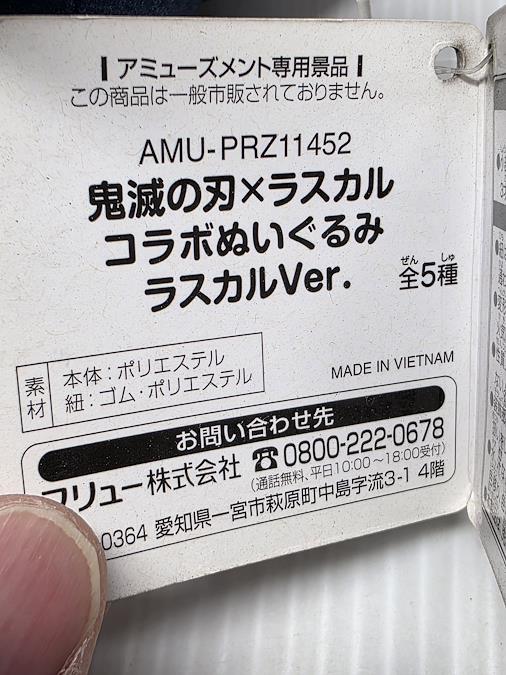 アミューズメント専用景品
この商品は一般市販されておりません。
AMU-PRZ11452
鬼滅の刃×ラスカル
コラボぬいぐるみ
ラスカルVer.
ぜん しゅ
全5種
素材
本体：ポリエステル
紐：ゴム・ポリエステル
MADE IN VIETNAM
お問い合わせ先
フリュー株式会社 ☎0800-222-0678
(通話無料、平日10:00～18:00受付)
0364 愛知県一宮市萩原町中島字流3-1 4階